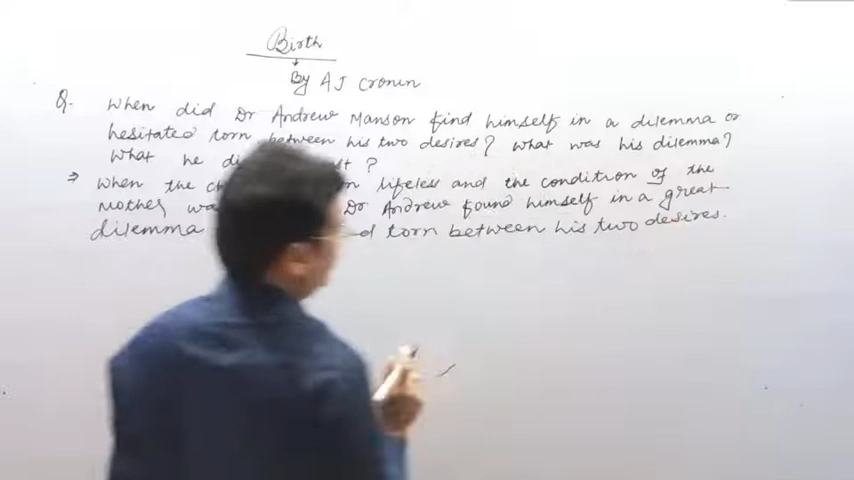 Birth
By AJ Cronin
Q. When did Dr Andrew Manson find himself in a dilemma or
hesitated torn between his two desires? What was his dilemma?
What he di st?
⇒ When the c n lifeless and the condition of the
mother wa Dr Andrew found himself in a great
dilemma d torn between his two desires.